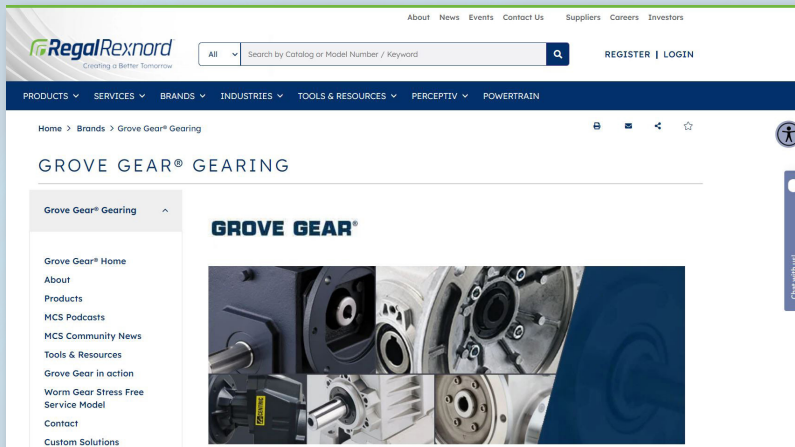 About News Events Contact Us Suppliers Careers Investors
RegalRexnord
Creating a Better Tomorrow
All Search by Catalog or Model Number / Keyword
REGISTER | LOGIN
PRODUCTS SERVICES BRANDS INDUSTRIES TOOLS & RESOURCES PERCEPTIV POWERTRAIN
Home > Brands > Grove Gear® Gearing
GROVE GEAR® GEARING
Grove Gear® Gearing
GROVE GEAR®
Grove Gear® Home
About
Products
MCS Podcasts
MCS Community News
Tools & Resources
Grove Gear in action
Worm Gear Stress Free
Service Model
Contact
Custom Solutions
Chat with us!